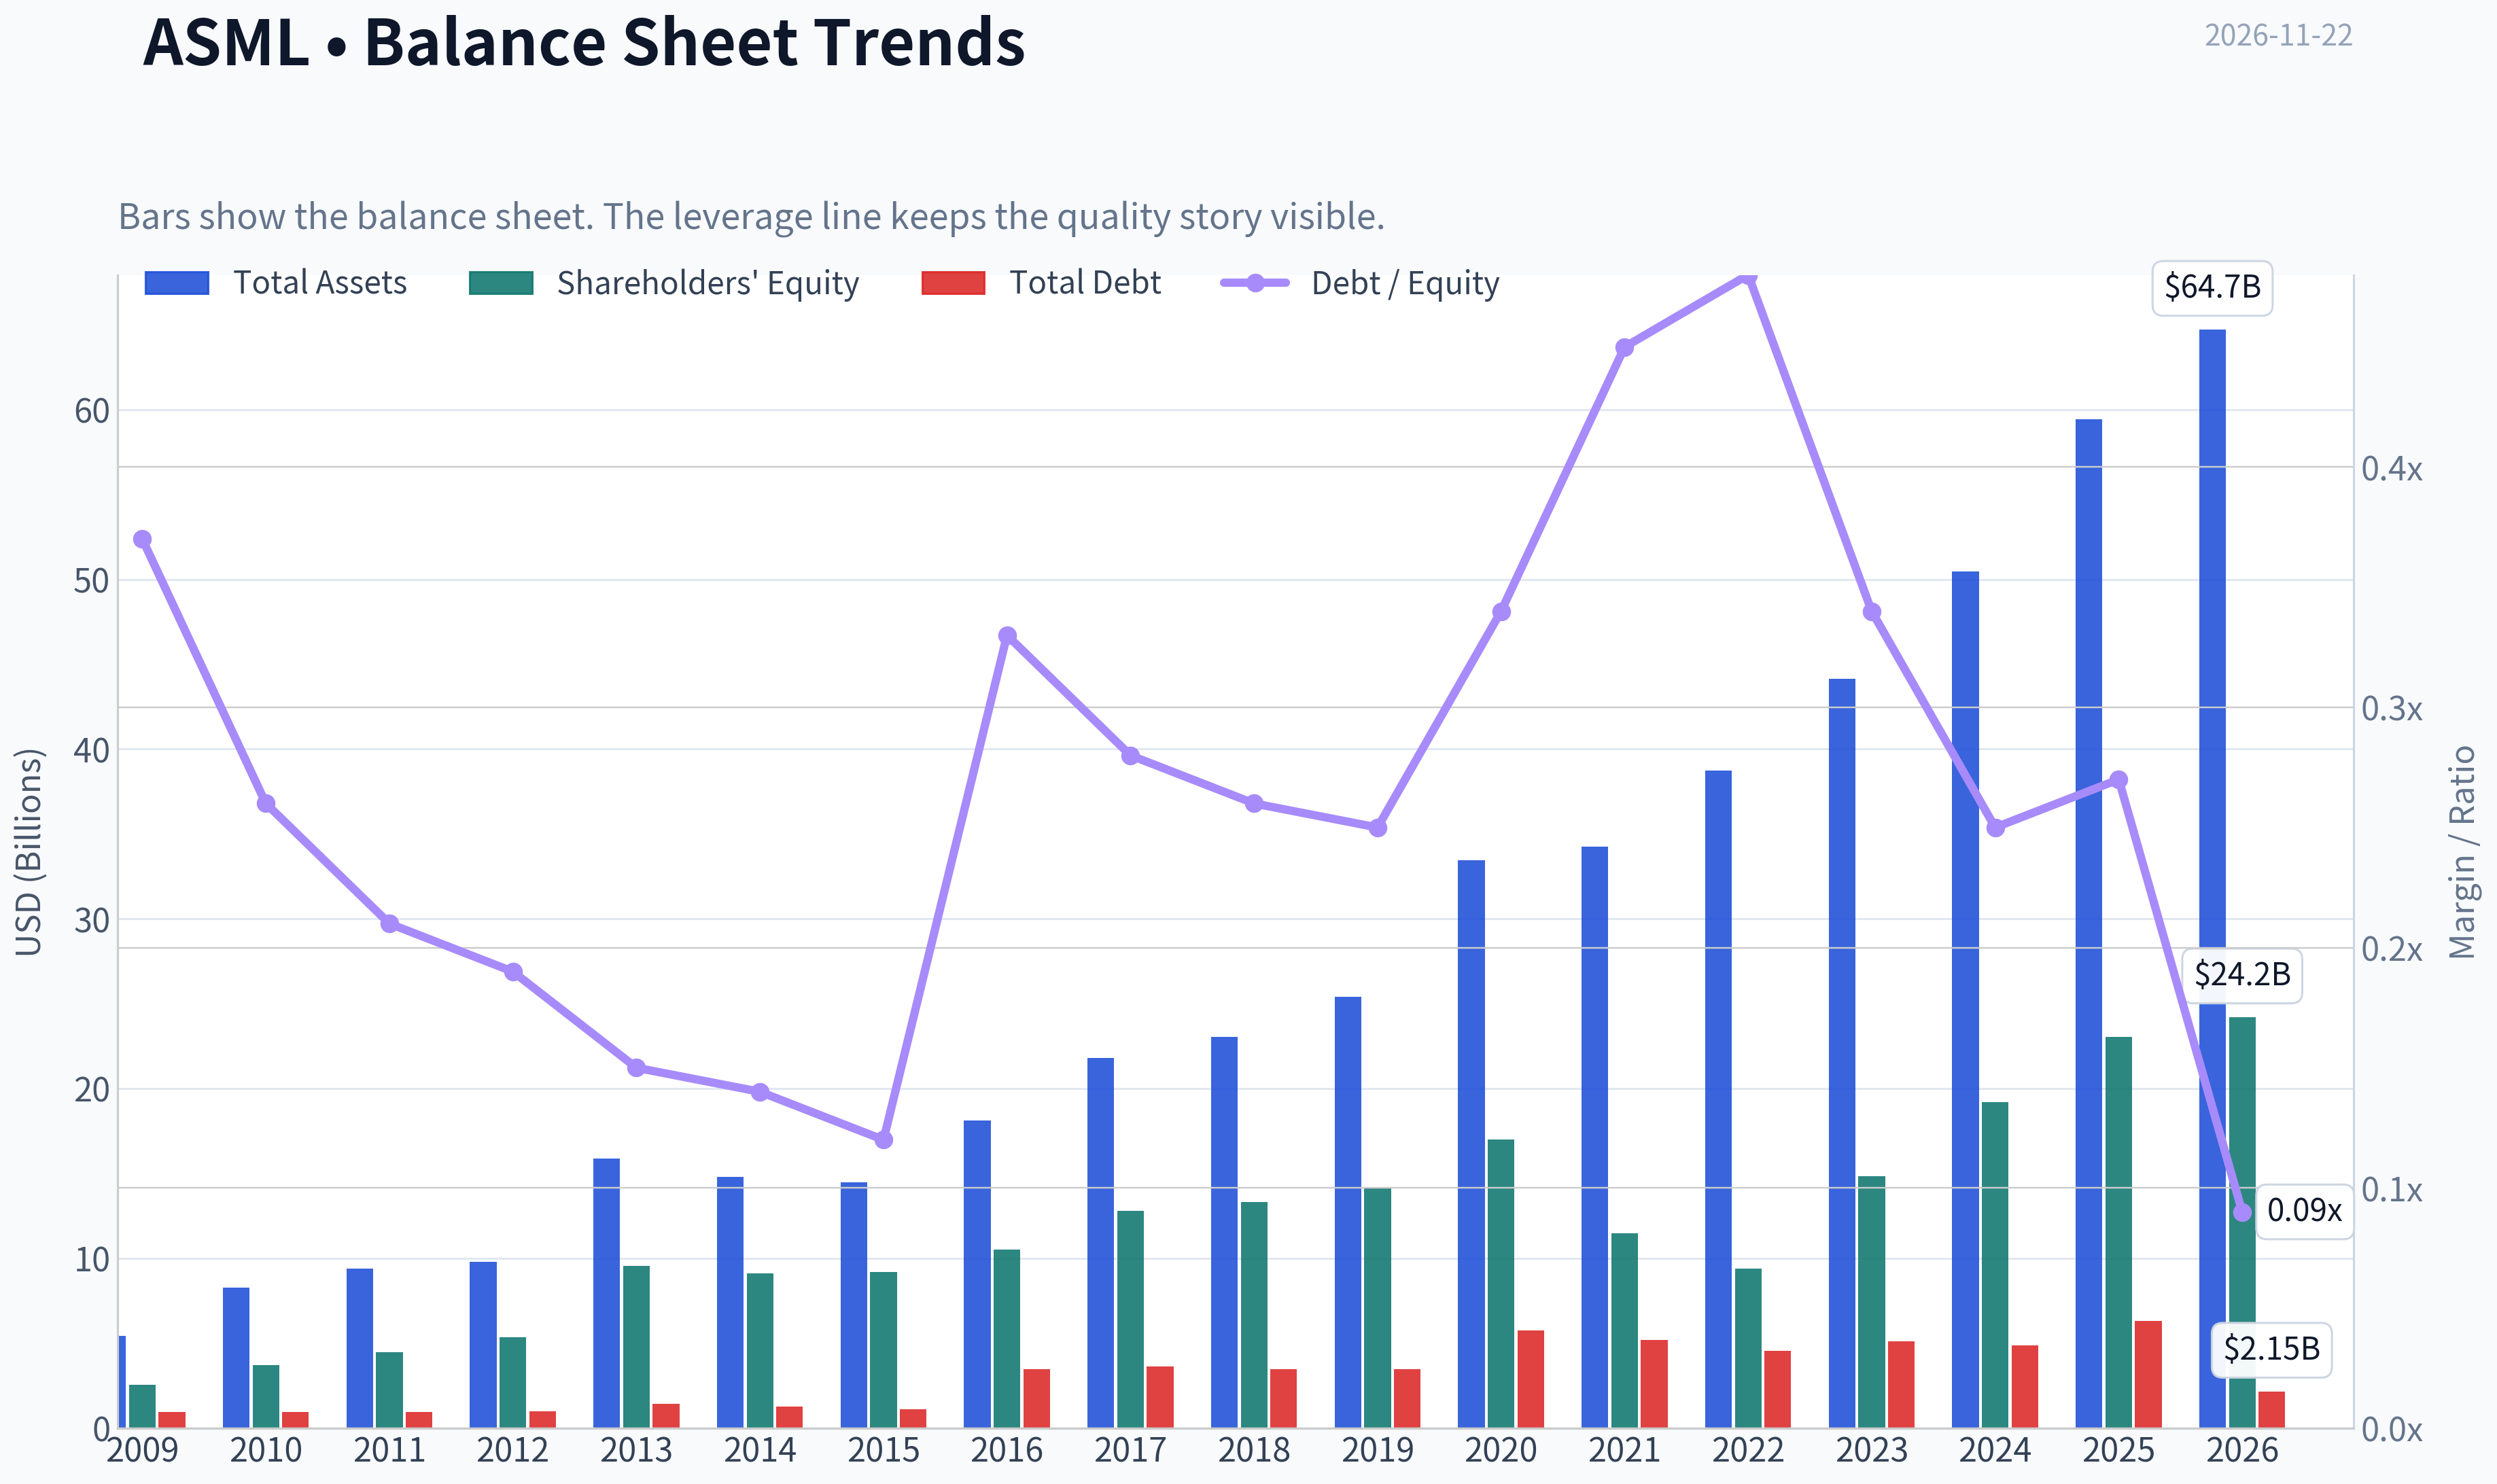 ASML • Balance Sheet Trends
2026-11-22
Bars show the balance sheet. The leverage line keeps the quality story visible.
Total Assets
Shareholders' Equity
Total Debt
Debt / Equity
$64.7B
60
50
40
30
20
10
0
USD (Billions)
0.4x
0.3x
0.2x
0.1x
0.0x
Margin / Ratio
$24.2B
0.09x
$2.15B
2009 2010 2011 2012 2013 2014 2015 2016 2017 2018 2019 2020 2021 2022 2023 2024 2025 2026